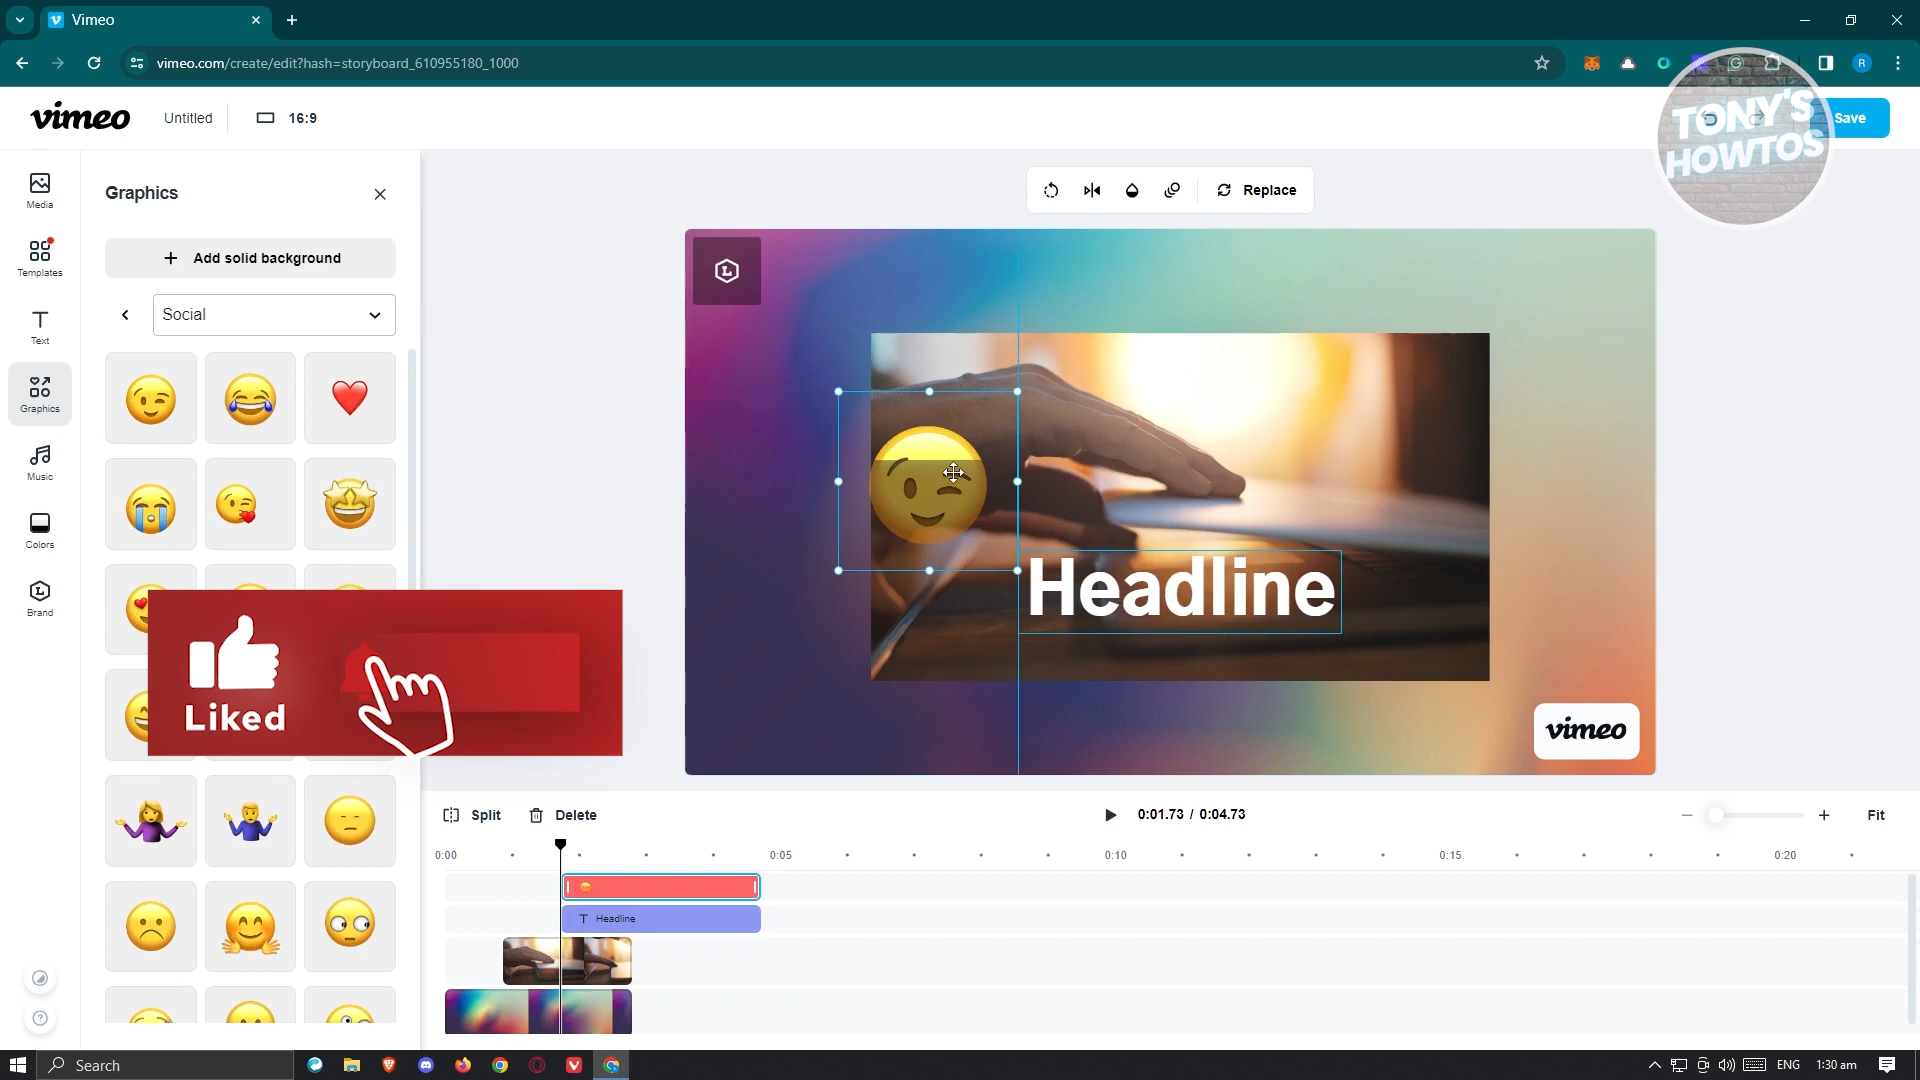 Vimeo
vimeo.com/create/edit?hash=storyboard_610955180_1000
R
vimeo
Untitled
16:9
Save
TONY'S
HOWTOS
Media
Templates
Text
Graphics
Music
Colors
Brand
Graphics
Add solid background
Social
Replace
Headline
vimeo
Liked
Split
Delete
0:01.73 / 0:04.73
Fit
0:00
0:05
0:10
0:15
0:20
Headline
Search
ENG
1:30 am